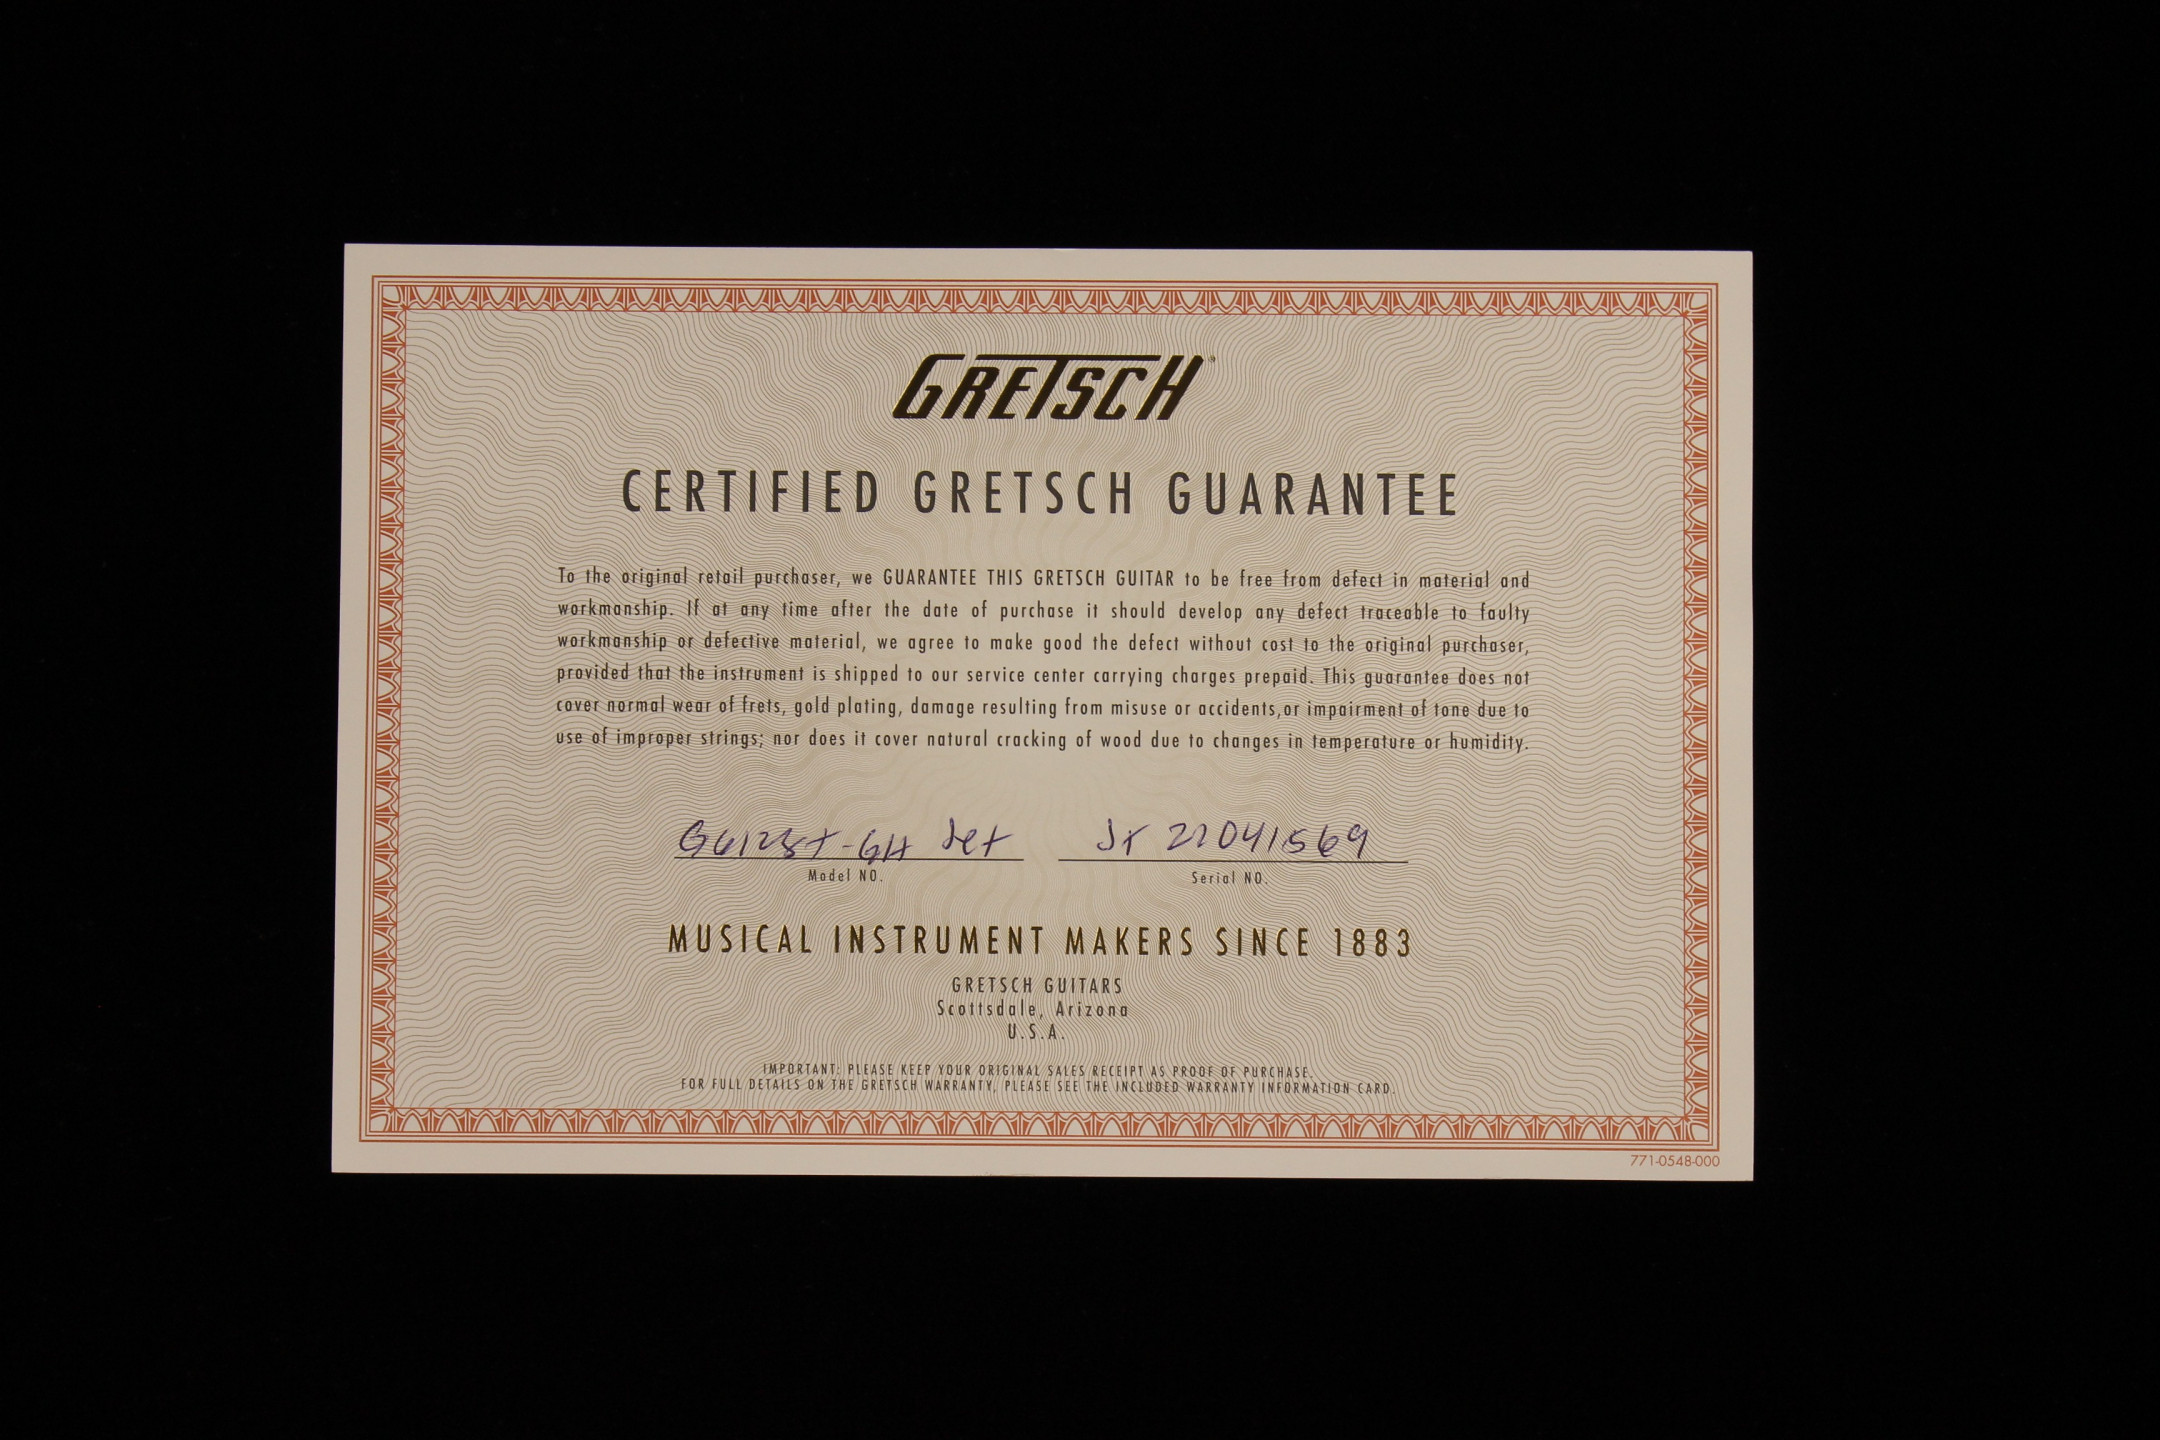 GRETSCH®
CERTIFIED GRETSCH GUARANTEE
To the original retail purchaser, we GUARANTEE THIS GRETSCH GUITAR to be free from defect in material and
workmanship. If at any time after the date of purchase it should develop any defect traceable to faulty
workmanship or defective material, we agree to make good the defect without cost to the original purchaser,
provided that the instrument is shipped to our service center carrying charges prepaid. This guarantee does not
cover normal wear of frets, gold plating, damage resulting from misuse or accidents,or impairment of tone due to
use of improper strings; nor does it cover natural cracking of wood due to changes in temperature or humidity.
G6128T-GH Jet JT 22041569
Model NO. Serial NO.
MUSICAL INSTRUMENT MAKERS SINCE 1883
GRETSCH GUITARS
Scottsdale, Arizona
U.S.A.
IMPORTANT: PLEASE KEEP YOUR ORIGINAL SALES RECEIPT AS PROOF OF PURCHASE.
FOR FULL DETAILS ON THE GRETSCH WARRANTY, PLEASE SEE THE INCLUDED WARRANTY INFORMATION CARD.
771-0548-000